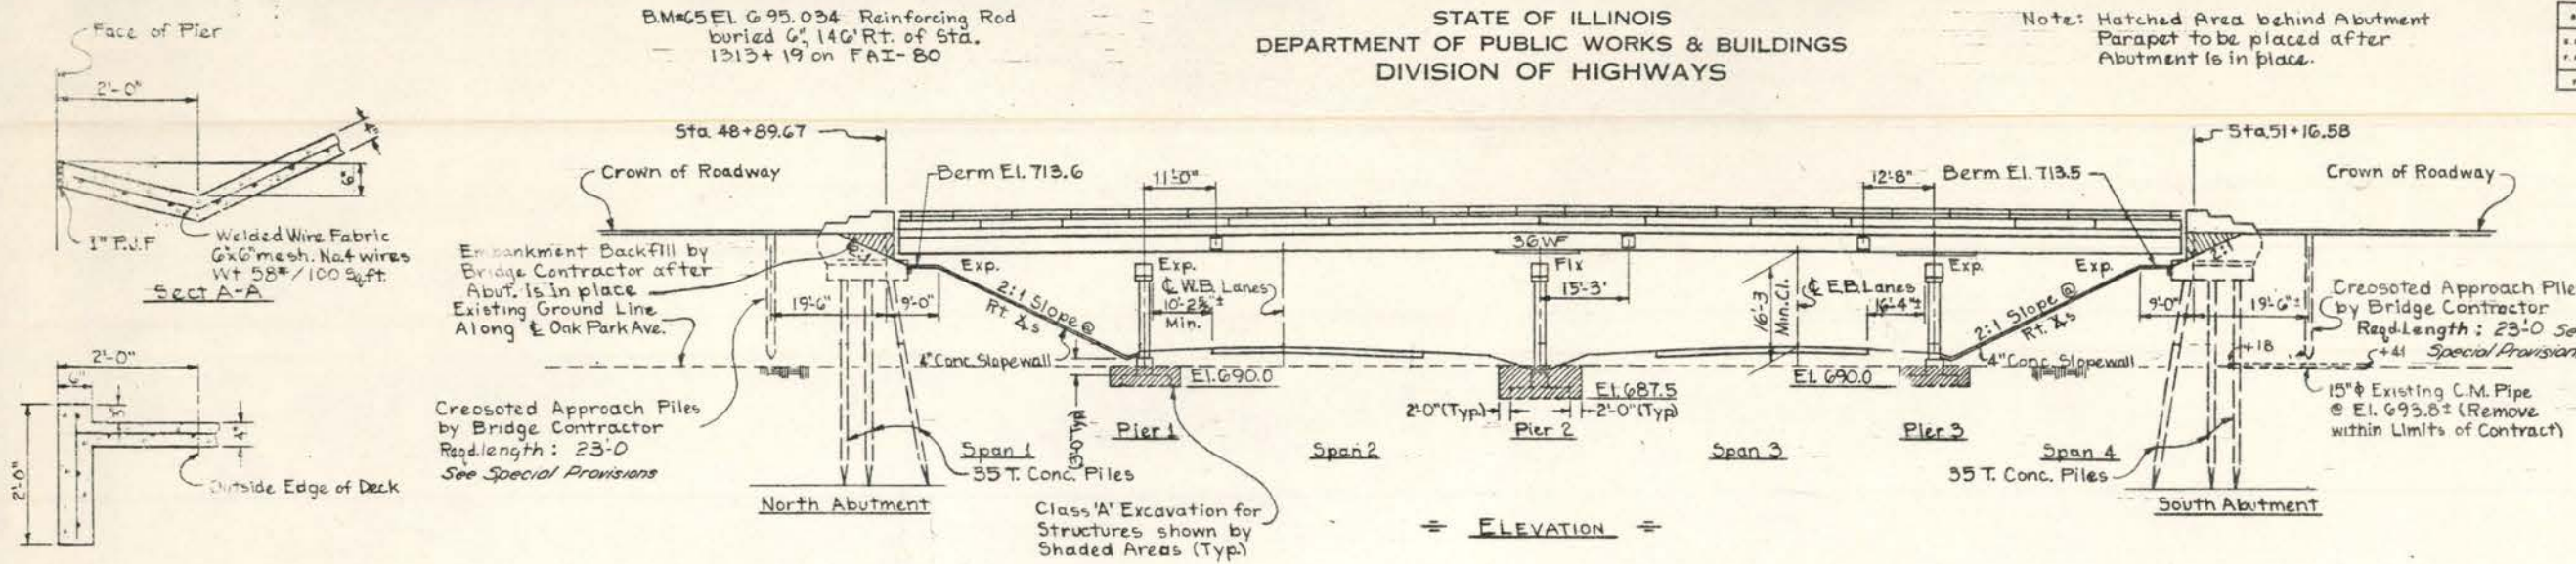 Face of Pier
2'-0"
4"
6"
1" P.J.F
Welded Wire Fabric
6x6" mesh. No.4 wires
Wt 58#/100 Sq.ft.
Sect A-A
2'-0"
6"
3"
4"
2'-0"
Outside Edge of Deck
B.M#65 El. 695.034 Reinforcing Rod
buried 6", 146' Rt. of Sta.
1313+19 on FAI-80
STATE OF ILLINOIS
DEPARTMENT OF PUBLIC WORKS & BUILDINGS
DIVISION OF HIGHWAYS
Note: Hatched Area behind Abutment
Parapet to be placed after
Abutment is in place.
Sta. 48+89.67
Sta. 51+16.58
Crown of Roadway
Berm El. 713.6
11'-0"
12'-8"
Berm El. 713.5
Crown of Roadway
Embankment Backfill by
Bridge Contractor after
Abut. is in place
Existing Ground Line
Along ℄ Oak Park Ave.
19'-6"
9'-0"
Exp.
2:1 Slope @
Rt. ∡s
4" Conc. Slopewall
Exp.
℄ W.B. Lanes
10'-2⅝"±
Min.
El. 690.0
36 WF
Fix
15'-3"
16'-3
Min. Cl.
℄ E.B. Lanes
16'-4"±
El. 687.5
El. 690.0
2'-0" (Typ.)
2'-0" (Typ)
Exp.
Exp.
2:1 Slope @
Rt. ∡s
4" Conc. Slopewall
9'-0"
2:1
19'-6"±
+18
+41
Creosoted Approach Pile
by Bridge Contractor
Reqd. Length: 23'-0 Se
Special Provision
15"ϕ Existing C.M. Pipe
@ El. 693.8± (Remove
within Limits of Contract)
Creosoted Approach Piles
by Bridge Contractor
Reqd. length: 23'-0
See Special Provisions
Span 1
(3'-0" Typ)
Pier 1
Span 2
Pier 2
Span 3
Pier 3
Span 4
35 T. Conc. Piles
35 T. Conc. Piles
North Abutment
South Abutment
Class 'A' Excavation for
Structures shown by
Shaded Areas (Typ.)
ELEVATION